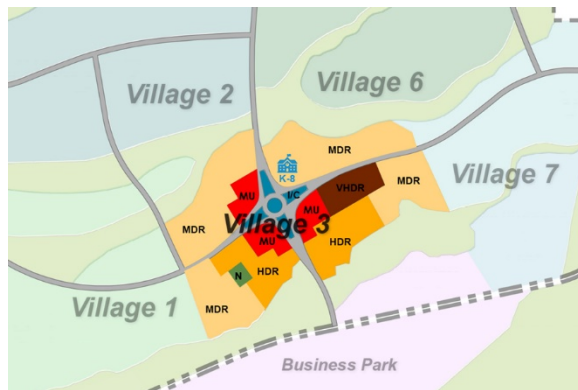 Village 2
Village 6
MDR
K-8
I/C
VHDR
MDR
Village 7
MU
MU
MDR
Village 3
MU
HDR
N
HDR
Village 1
MDR
Business Park